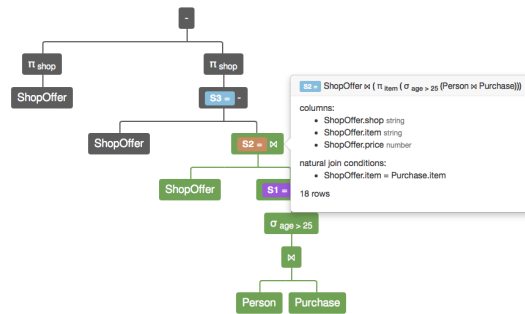 -
π shop
π shop
ShopOffer
S3 = -
ShopOffer
S2 = ⋈
ShopOffer
S1 =
σ age > 25
⋈
Person
Purchase
S2 = ShopOffer ⋈ ( π item ( σ age > 25 (Person ⋈ Purchase)))
columns:
• ShopOffer.shop string
• ShopOffer.item string
• ShopOffer.price number
natural join conditions:
• ShopOffer.item = Purchase.item
18 rows